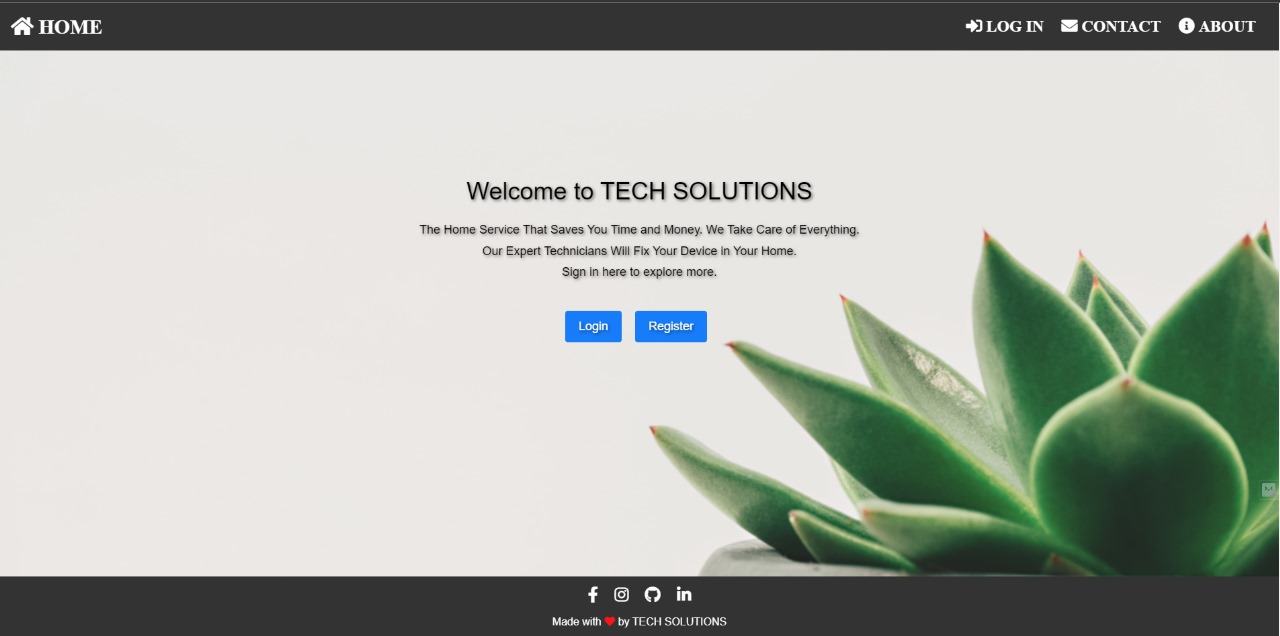 HOME
LOG IN CONTACT ABOUT
Welcome to TECH SOLUTIONS
The Home Service That Saves You Time and Money. We Take Care of Everything.
Our Expert Technicians Will Fix Your Device in Your Home.
Sign in here to explore more.
Login Register
Made with ❤ by TECH SOLUTIONS